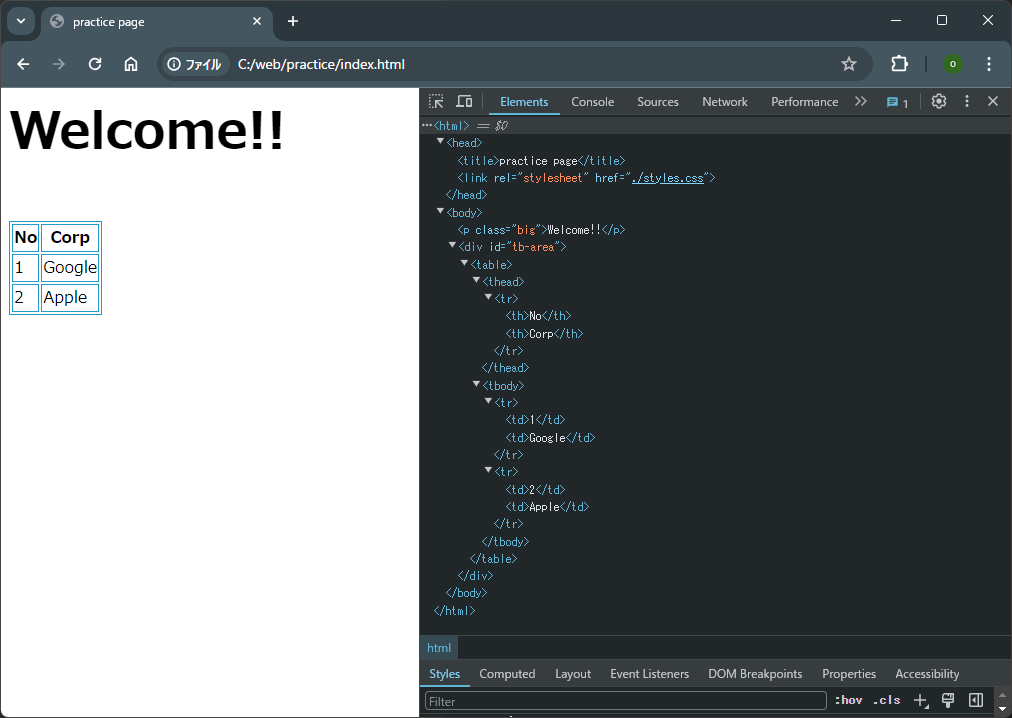 practice page
ファイル C:/web/practice/index.html
o
Welcome!!
No Corp
1 Google
2 Apple
Elements Console Sources Network Performance 1
<html> == $0
<head>
<title>practice page</title>
<link rel="stylesheet" href="./styles.css">
</head>
<body>
<p class="big">Welcome!!</p>
<div id="tb-area">
<table>
<thead>
<tr>
<th>No</th>
<th>Corp</th>
</tr>
</thead>
<tbody>
<tr>
<td>1</td>
<td>Google</td>
</tr>
<tr>
<td>2</td>
<td>Apple</td>
</tr>
</tbody>
</table>
</div>
</body>
</html>
html
Styles Computed Layout Event Listeners DOM Breakpoints Properties Accessibility
Filter :hov .cls